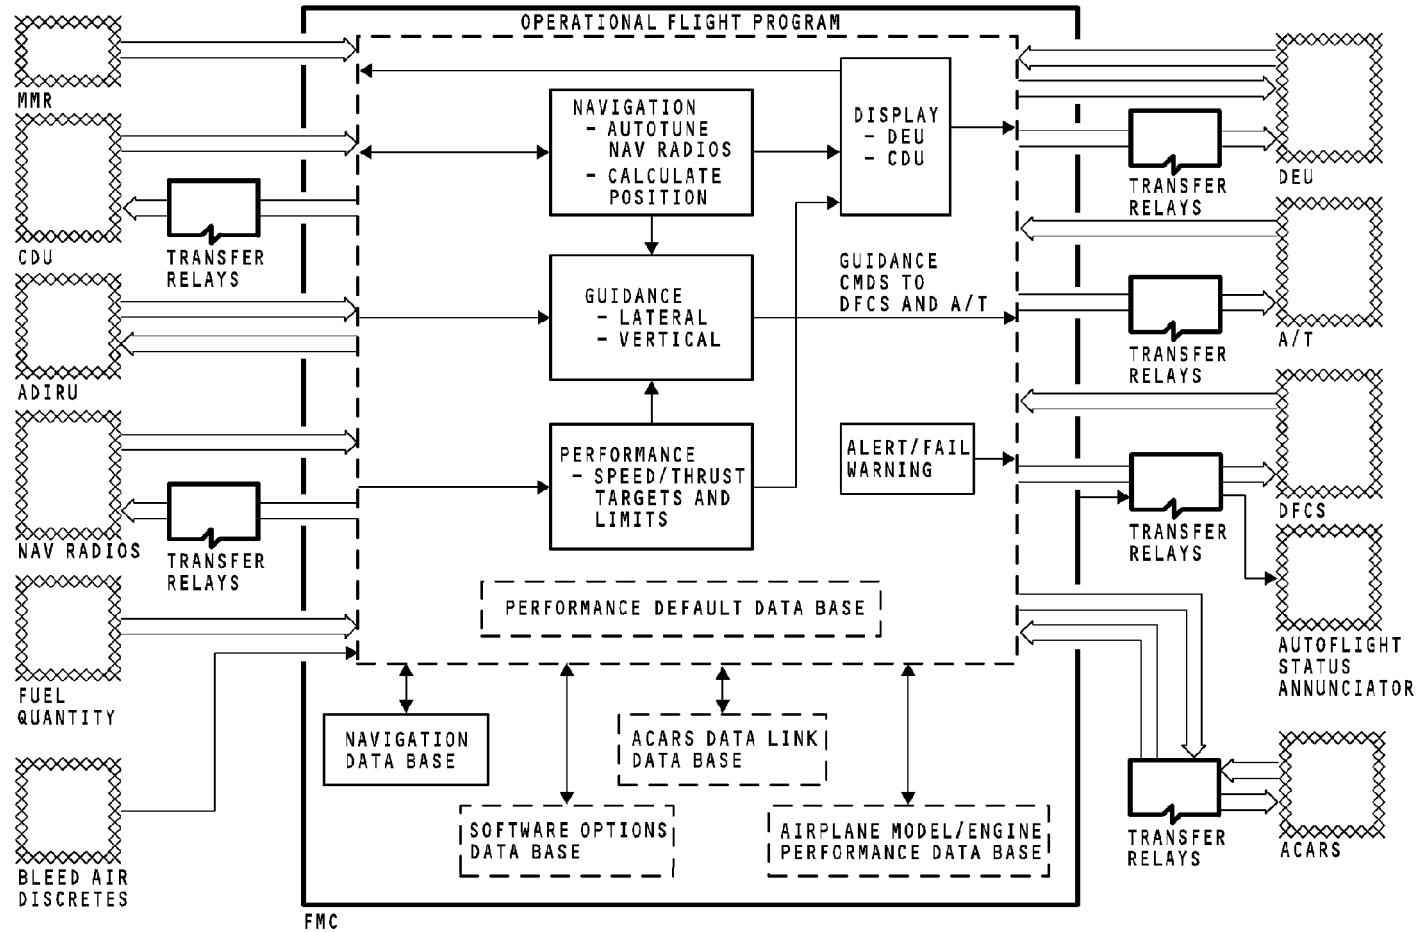 OPERATIONAL FLIGHT PROGRAM
MMR
CDU
TRANSFER
RELAYS
ADIRU
NAV RADIOS
TRANSFER
RELAYS
FUEL
QUANTITY
BLEED AIR
DISCRETES
NAVIGATION
- AUTOTUNE
NAV RADIOS
- CALCULATE
POSITION
DISPLAY
- DEU
- CDU
GUIDANCE
- LATERAL
- VERTICAL
GUIDANCE
CMDS TO
DFCS AND A/T
PERFORMANCE
- SPEED/THRUST
TARGETS AND
LIMITS
ALERT/FAIL
WARNING
PERFORMANCE DEFAULT DATA BASE
NAVIGATION
DATA BASE
ACARS DATA LINK
DATA BASE
SOFTWARE OPTIONS
DATA BASE
AIRPLANE MODEL/ENGINE
PERFORMANCE DATA BASE
FMC
TRANSFER
RELAYS
DEU
TRANSFER
RELAYS
A/T
TRANSFER
RELAYS
DFCS
AUTOFLIGHT
STATUS
ANNUNCIATOR
TRANSFER
RELAYS
ACARS